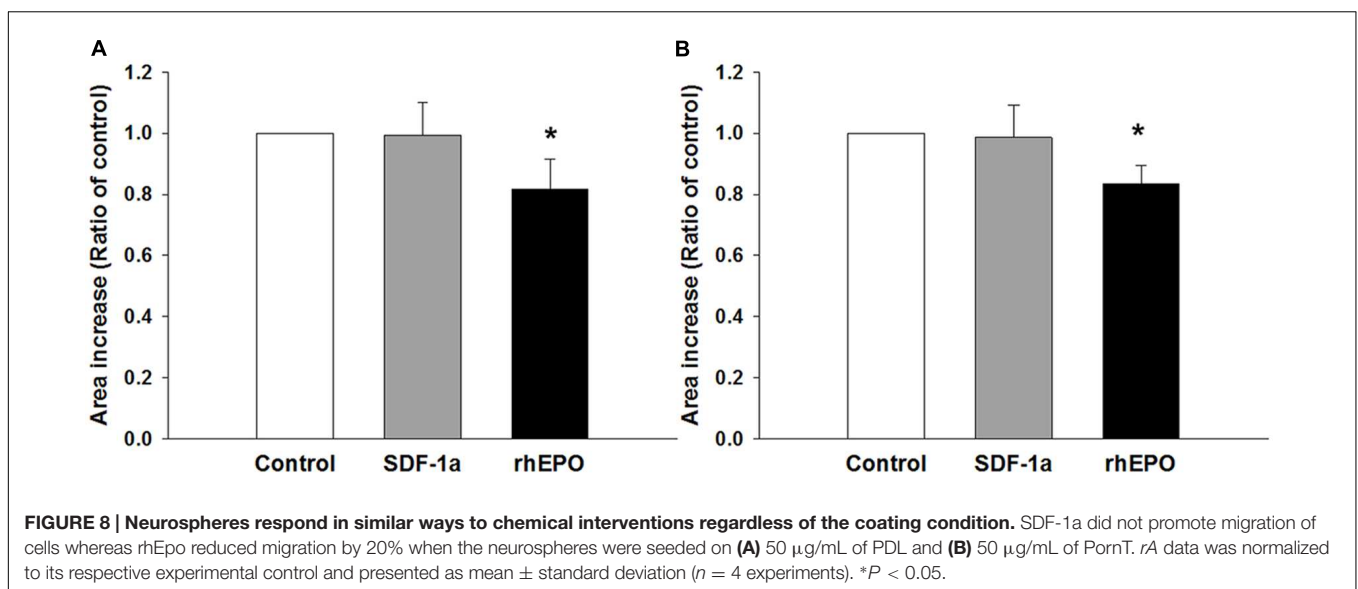 A
B
Area increase (Ratio of control)
1.2
1.0
0.8
0.6
0.4
0.2
0.0
*
Control SDF-1a rhEPO
Area increase (Ratio of control)
1.2
1.0
0.8
0.6
0.4
0.2
0.0
*
Control SDF-1a rhEPO
FIGURE 8 | Neurospheres respond in similar ways to chemical interventions regardless of the coating condition. SDF-1a did not promote migration of
cells whereas rhEpo reduced migration by 20% when the neurospheres were seeded on (A) 50 μg/mL of PDL and (B) 50 μg/mL of PornT. rA data was normalized
to its respective experimental control and presented as mean ± standard deviation (n = 4 experiments). *P < 0.05.